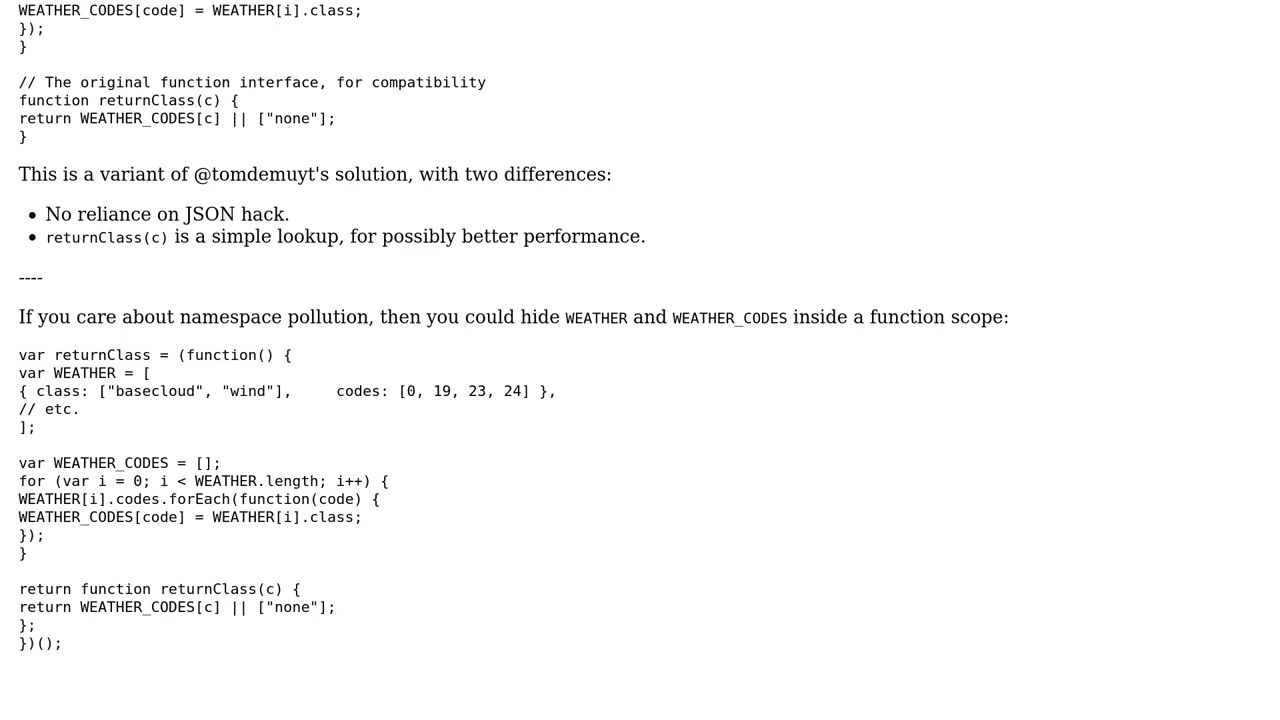 WEATHER_CODES[code] = WEATHER[i].class;
});
}

// The original function interface, for compatibility
function returnClass(c) {
return WEATHER_CODES[c] || ["none"];
}

This is a variant of @tomdemuyt's solution, with two differences:

• No reliance on JSON hack.
• returnClass(c) is a simple lookup, for possibly better performance.

----

If you care about namespace pollution, then you could hide WEATHER and WEATHER_CODES inside a function scope:

var returnClass = (function() {
var WEATHER = [
{ class: ["basecloud", "wind"],     codes: [0, 19, 23, 24] },
// etc.
];

var WEATHER_CODES = [];
for (var i = 0; i < WEATHER.length; i++) {
WEATHER[i].codes.forEach(function(code) {
WEATHER_CODES[code] = WEATHER[i].class;
});
}

return function returnClass(c) {
return WEATHER_CODES[c] || ["none"];
};
})();